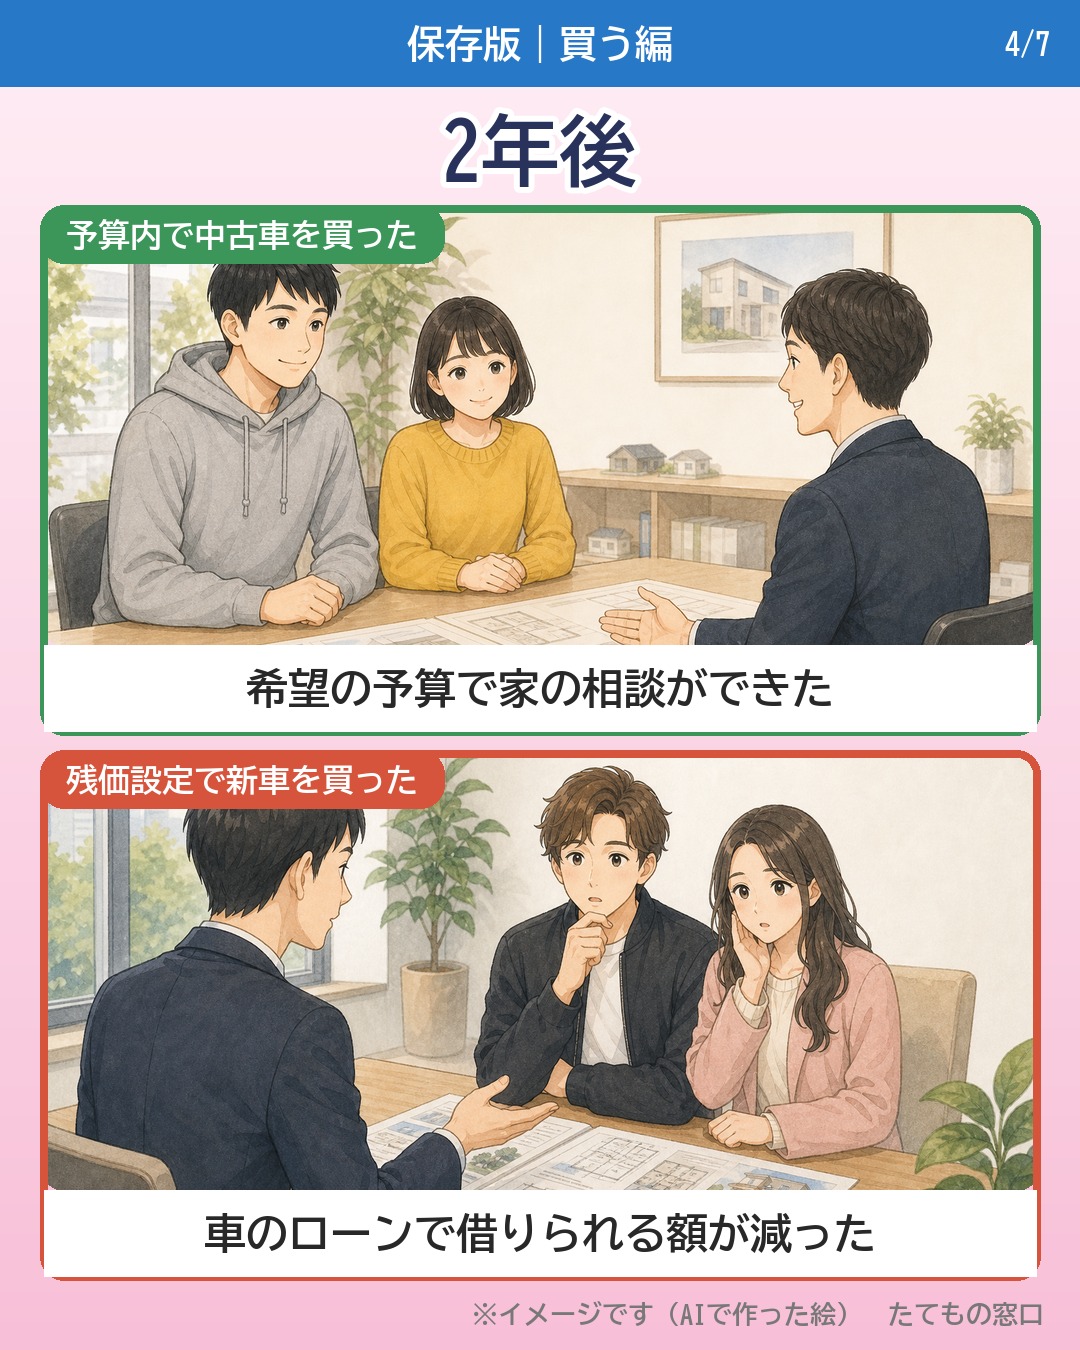 保存版｜買う編
4/7
2年後
予算内で中古車を買った
希望の予算で家の相談ができた
残価設定で新車を買った
車のローンで借りられる額が減った
※イメージです（AIで作った絵）　たてもの窓口